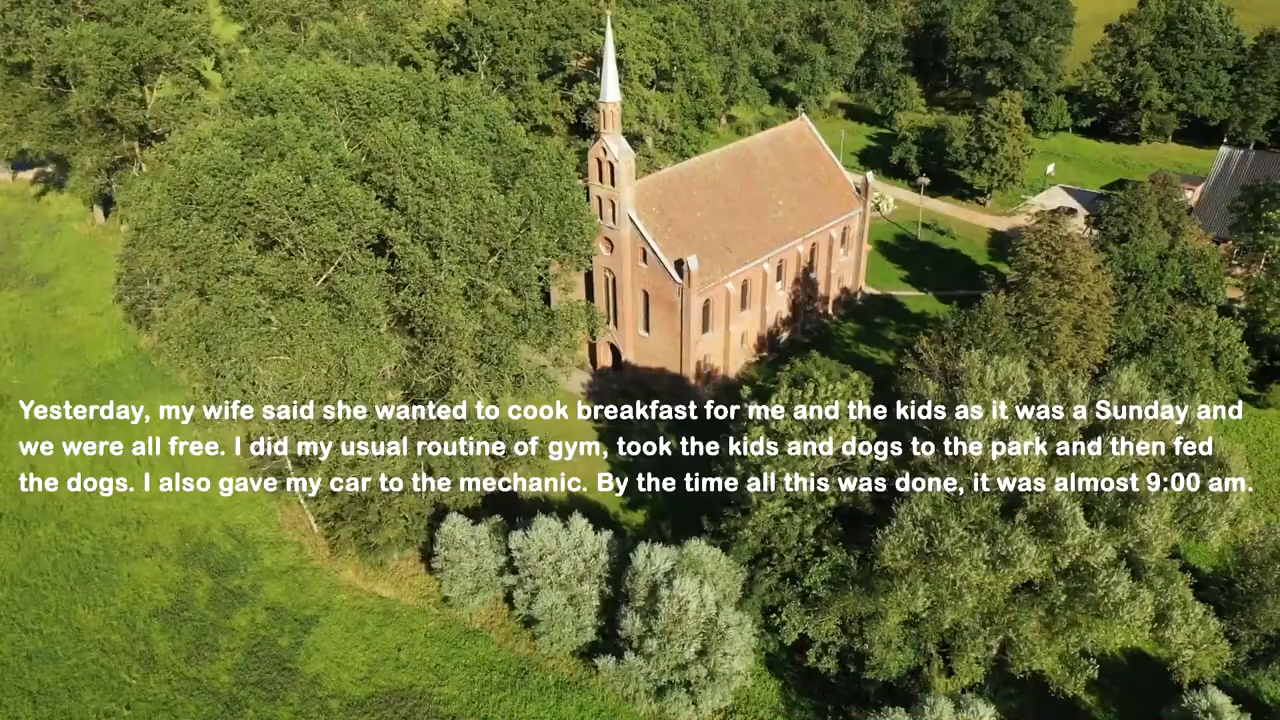 Yesterday, my wife said she wanted to cook breakfast for me and the kids as it was a Sunday and
we were all free. I did my usual routine of gym, took the kids and dogs to the park and then fed
the dogs. I also gave my car to the mechanic. By the time all this was done, it was almost 9:00 am.